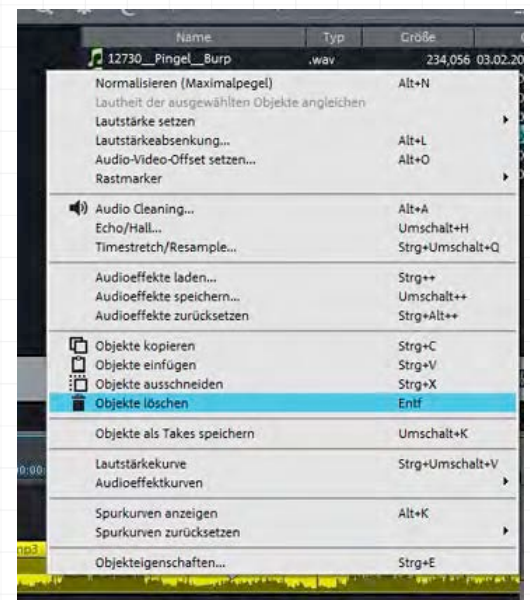 Name Typ Größe
12730__Pingel__Burp .wav 234,056 03.02.20
Normalisieren (Maximalpegel) Alt+N
Lautheit der ausgewählten Objekte angleichen
Lautstärke setzen
Lautstärkeabsenkung... Alt+L
Audio-Video-Offset setzen... Alt+O
Rastmarker
Audio Cleaning... Alt+A
Echo/Hall... Umschalt+H
Timestretch/Resample... Strg+Umschalt+Q
Audioeffekte laden... Strg++
Audioeffekte speichern... Umschalt++
Audioeffekte zurücksetzen Strg+Alt++
Objekte kopieren Strg+C
Objekte einfügen Strg+V
Objekte ausschneiden Strg+X
Objekte löschen Entf
Objekte als Takes speichern Umschalt+K
Lautstärkekurve Strg+Umschalt+V
Audioeffektkurven
Spurkurven anzeigen Alt+K
Spurkurven zurücksetzen
Objekteigenschaften... Strg+E